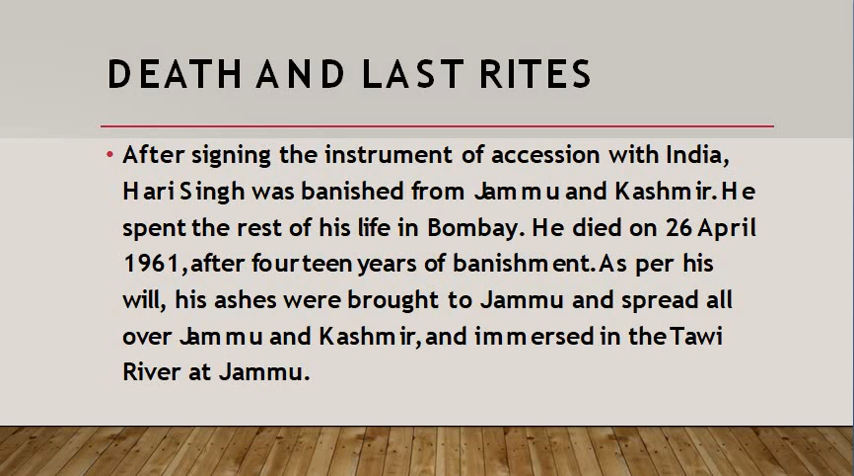 DEATH AND LAST RITES
• After signing the instrument of accession with India,
Hari Singh was banished from Jammu and Kashmir. He
spent the rest of his life in Bombay. He died on 26 April
1961, after fourteen years of banishment. As per his
will, his ashes were brought to Jammu and spread all
over Jammu and Kashmir, and immersed in the Tawi
River at Jammu.